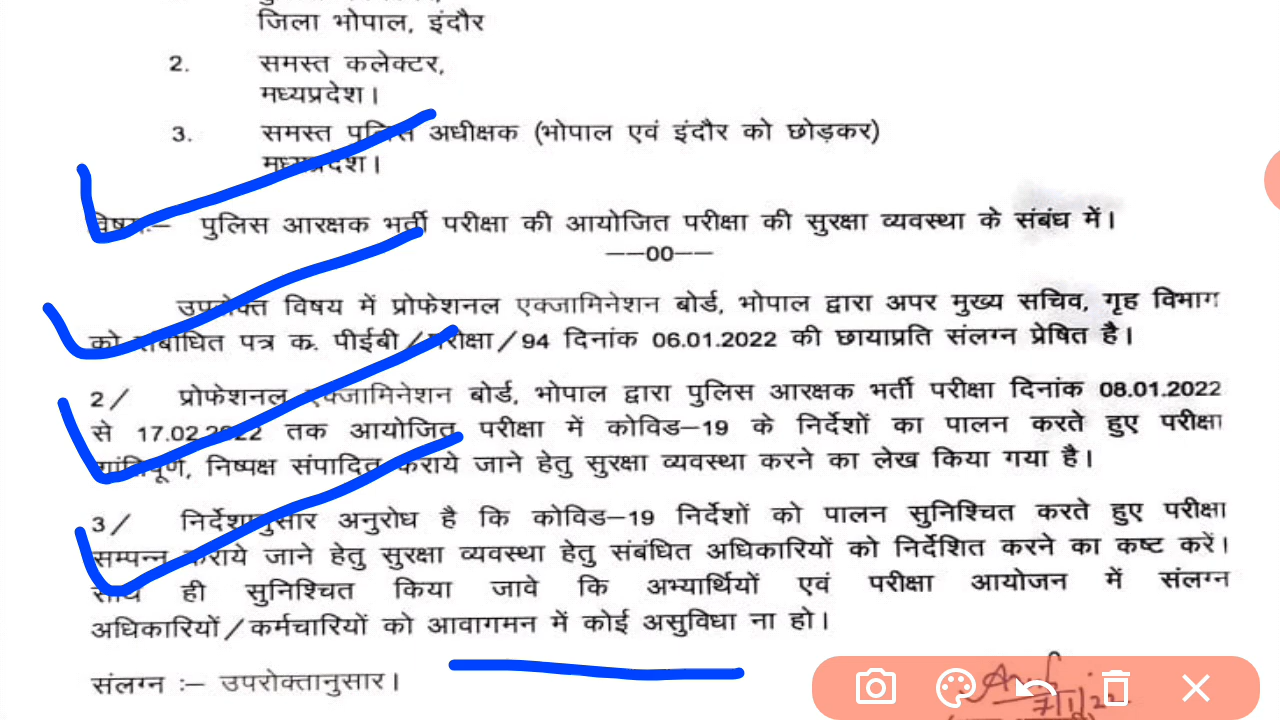 जिला भोपाल, इंदौर
2. समस्त कलेक्टर,
मध्यप्रदेश।
3. समस्त पुलिस अधीक्षक (भोपाल एवं इंदौर को छोड़कर)
मध्यप्रदेश।
विषयः— पुलिस आरक्षक भर्ती परीक्षा की आयोजित परीक्षा की सुरक्षा व्यवस्था के संबंध में।
——00——
उपरोक्त विषय में प्रोफेशनल एक्जामिनेशन बोर्ड, भोपाल द्वारा अपर मुख्य सचिव, गृह विभाग
को संबोधित पत्र क. पीईबी/परीक्षा/94 दिनांक 06.01.2022 की छायाप्रति संलग्न प्रेषित है।
2/ प्रोफेशनल एक्जामिनेशन बोर्ड, भोपाल द्वारा पुलिस आरक्षक भर्ती परीक्षा दिनांक 08.01.2022
से 17.02.2022 तक आयोजित परीक्षा में कोविड—19 के निर्देशों का पालन करते हुए परीक्षा
शांतिपूर्ण, निष्पक्ष संपादित कराये जाने हेतु सुरक्षा व्यवस्था करने का लेख किया गया है।
3/ निर्देशानुसार अनुरोध है कि कोविड—19 निर्देशों को पालन सुनिश्चित करते हुए परीक्षा
सम्पन्न कराये जाने हेतु सुरक्षा व्यवस्था हेतु संबंधित अधिकारियों को निर्देशित करने का कष्ट करें।
साथ ही सुनिश्चित किया जावे कि अभ्यार्थियों एवं परीक्षा आयोजन में संलग्न
अधिकारियों/कर्मचारियों को आवागमन में कोई असुविधा ना हो।
संलग्न :— उपरोक्तानुसार।